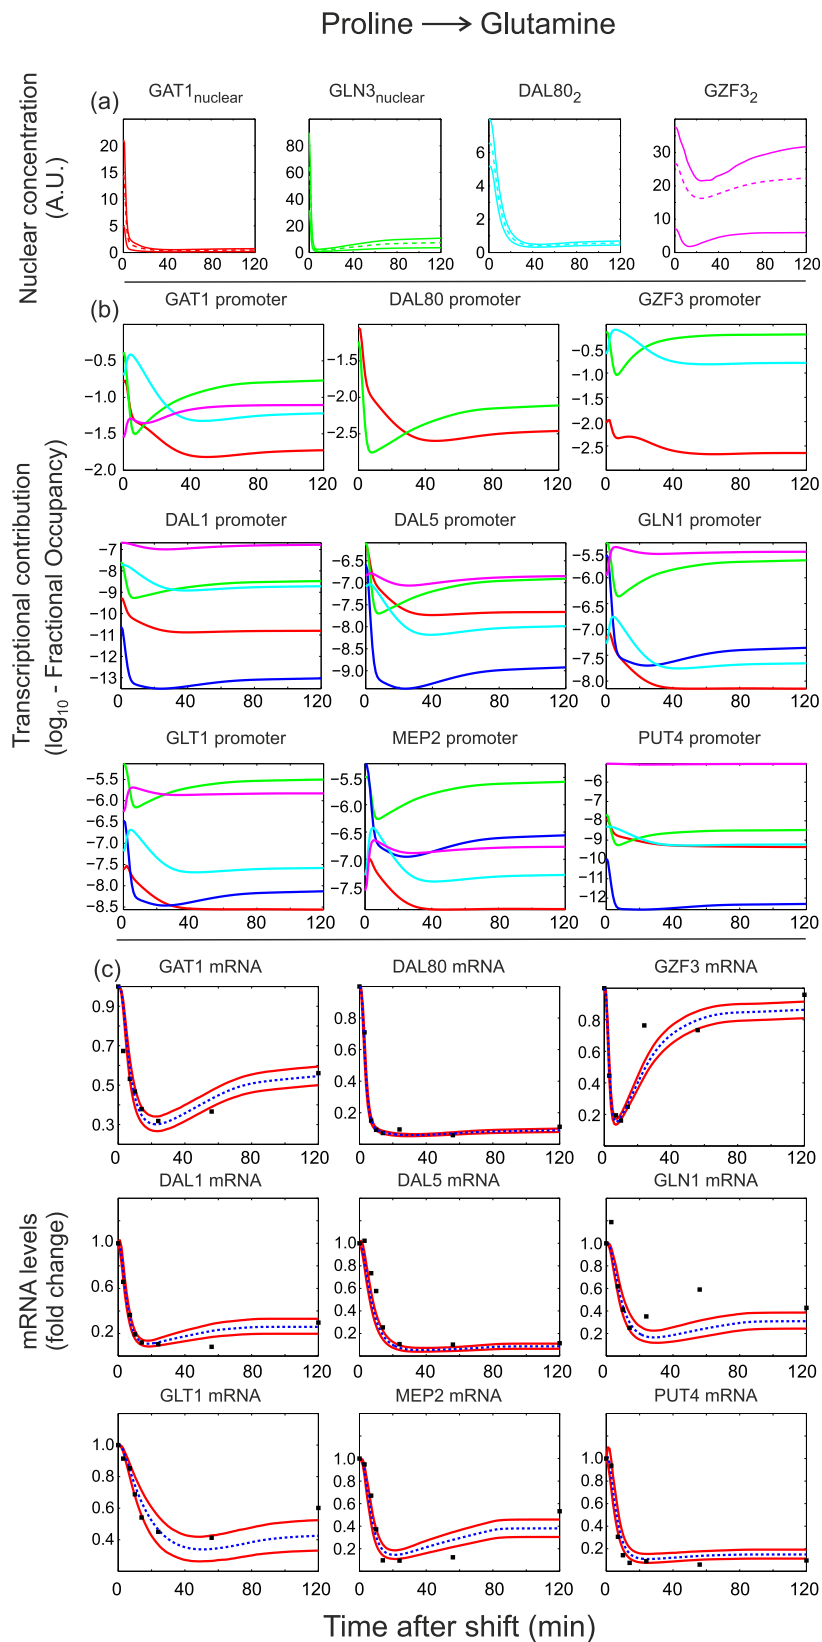 Proline → Glutamine
(a)
GAT1nuclear
GLN3nuclear
DAL802
GZF32
Nuclear concentration
(A.U.)
20
15
10
5
0
0 60 120
80
60
40
20
0
0 60 120
6
4
2
0
0 60 120
30
20
10
0
0 60 120
(b)
GAT1 promoter
DAL80 promoter
GZF3 promoter
Transcriptional contribution
(log10 - Fractional Occupancy)
−0.5
−1.0
−1.5
−2.0
0 40 80 120
−1.5
−2.0
−2.5
0 40 80 120
−0.5
−1.0
−1.5
−2.0
−2.5
0 40 80 120
DAL1 promoter
DAL5 promoter
GLN1 promoter
−7
−8
−9
−10
−11
−13
0 40 80 120
−6.5
−7.0
−7.5
−8.0
−9.0
0 40 80 120
−5.5
−6.0
−6.5
−7.5
−8.0
0 40 80 120
GLT1 promoter
MEP2 promoter
PUT4 promoter
−5.5
−6.0
−6.5
−7.0
−7.5
−8.0
−8.5
0 40 80 120
−5.5
−6.0
−6.5
−7.0
−7.5
0 40 80 120
−6
−8
−9
−10
−11
−12
0 40 80 120
(c)
GAT1 mRNA
DAL80 mRNA
GZF3 mRNA
mRNA levels
(fold change)
0.9
0.7
0.5
0.3
0 40 80 120
0.8
0.6
0.4
0.2
0 40 80 120
0.8
0.6
0.4
0.2
0 40 80 120
DAL1 mRNA
DAL5 mRNA
GLN1 mRNA
1.0
0.6
0.2
0 40 80 120
1.0
0.8
0.6
0.4
0.2
0 40 80 120
1.0
0.8
0.6
0.4
0.2
0 40 80 120
GLT1 mRNA
MEP2 mRNA
PUT4 mRNA
1.0
0.8
0.6
0.4
0 40 80 120
1.0
0.8
0.6
0.4
0.2
0 40 80 120
1.0
0.8
0.6
0.4
0.2
0 40 80 120
Time after shift (min)